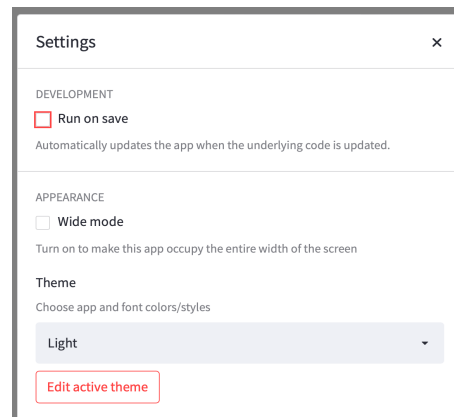 Settings
DEVELOPMENT
Run on save
Automatically updates the app when the underlying code is updated.
APPEARANCE
Wide mode
Turn on to make this app occupy the entire width of the screen
Theme
Choose app and font colors/styles
Light
Edit active theme